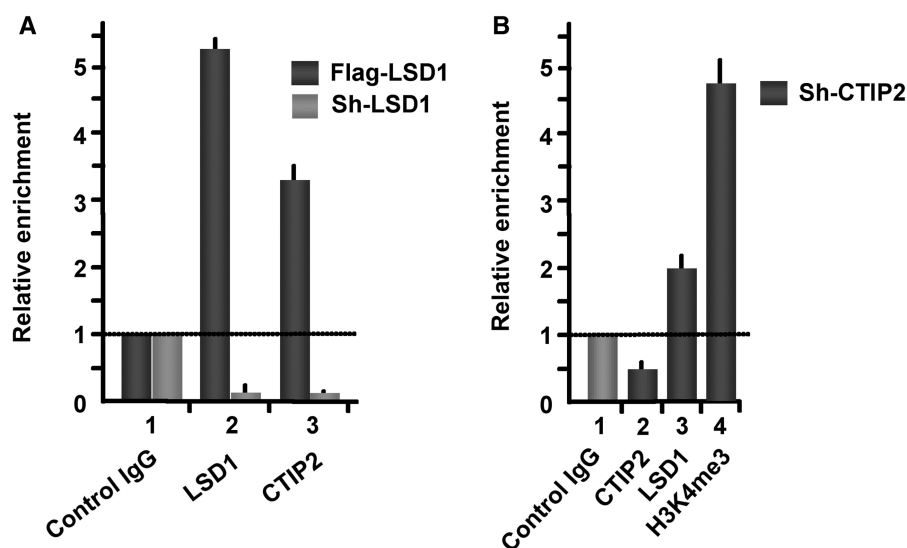 A
Relative enrichment
5
4
3
2
1
0
Flag-LSD1
Sh-LSD1
1 2 3
Control IgG
LSD1
CTIP2
B
Relative enrichment
5
4
3
2
1
0
Sh-CTIP2
1 2 3 4
Control IgG
CTIP2
LSD1
H3K4me3